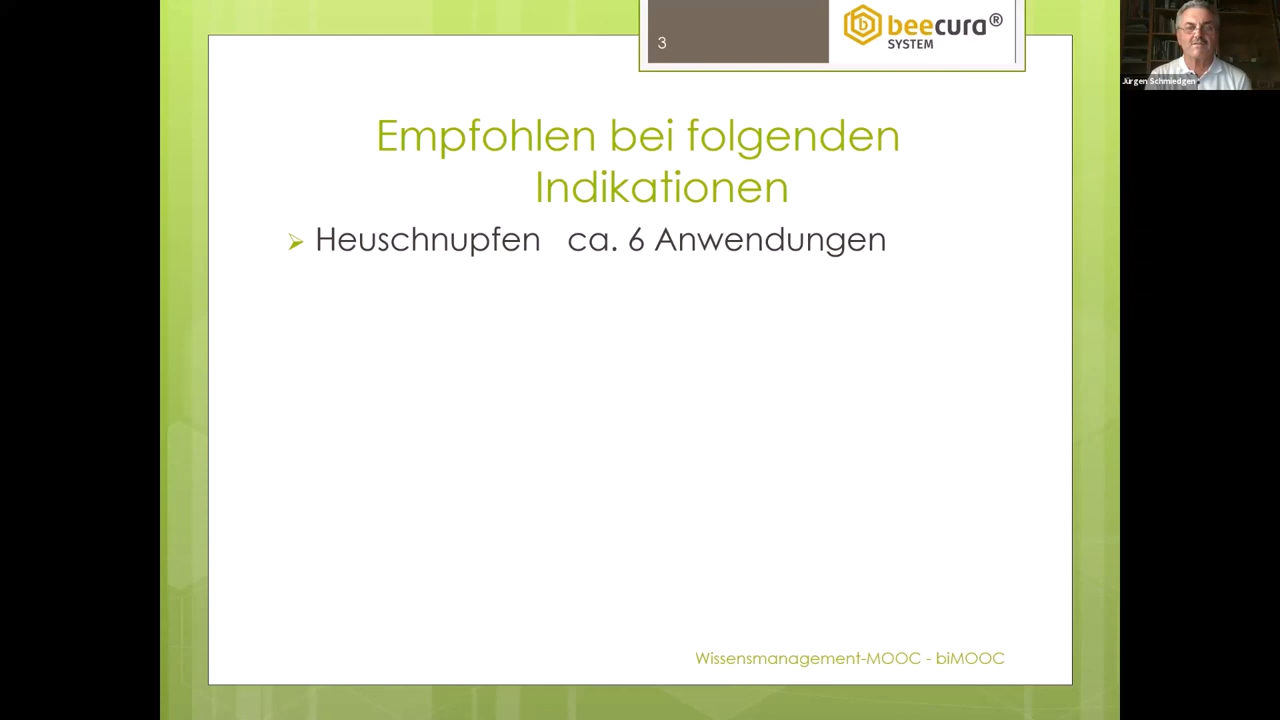 3
beecura®
SYSTEM
Jürgen Schmiedgen
Empfohlen bei folgenden
Indikationen
Heuschnupfen ca. 6 Anwendungen
Wissensmanagement-MOOC - biMOOC